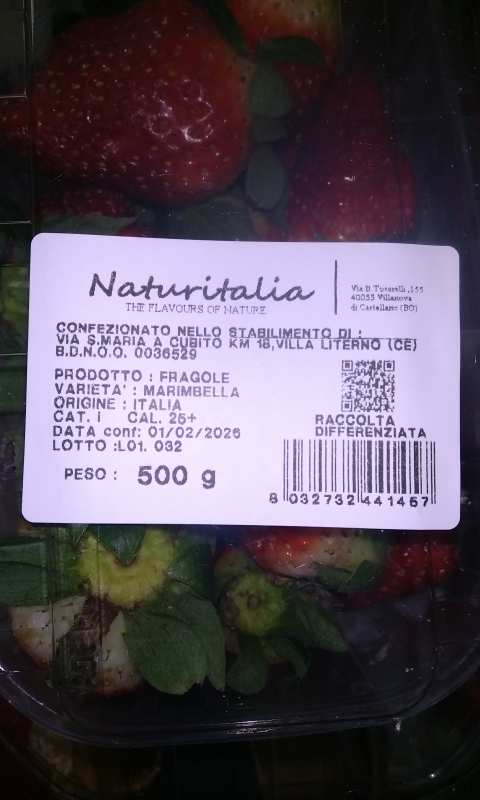 Naturitalia
THE FLAVOURS OF NATURE
Via B. Tosarelli, 155
40055 Villanova
di Castellano (BO)
CONFEZIONATO NELLO STABILIMENTO DI :
VIA S.MARIA A CUBITO KM 18,VILLA LITERNO (CE)
B.D.N.O.O. 0036529
PRODOTTO : FRAGOLE
VARIETA' : MARIMBELLA
ORIGINE : ITALIA
CAT. I CAL. 25+
DATA conf: 01/02/2026
LOTTO :L01. 032
PESO : 500 g
RACCOLTA
DIFFERENZIATA
8 032732 441457